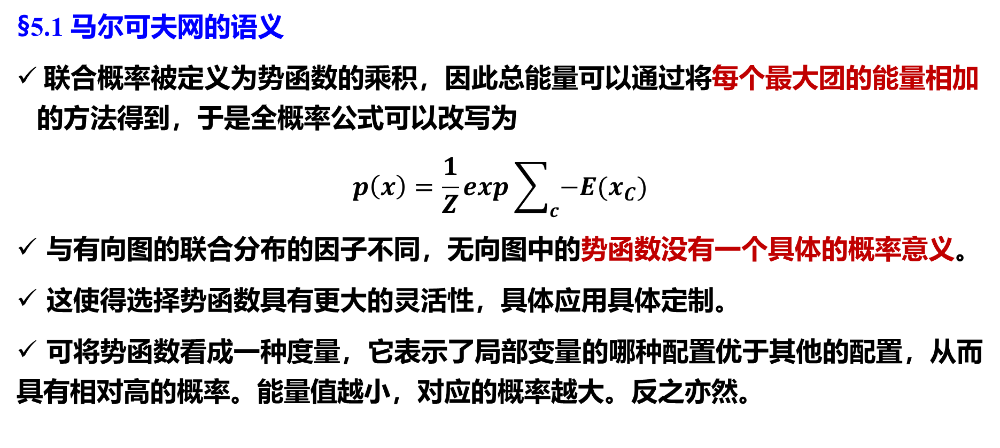 §5.1 马尔可夫网的语义
✓ 联合概率被定义为势函数的乘积，因此总能量可以通过将每个最大团的能量相加
的方法得到，于是全概率公式可以改写为
p(x) = \frac{1}{Z} exp \sum_{c} -E(x_C)
✓ 与有向图的联合分布的因子不同，无向图中的势函数没有一个具体的概率意义。
✓ 这使得选择势函数具有更大的灵活性，具体应用具体定制。
✓ 可将势函数看成一种度量，它表示了局部变量的哪种配置优于其他的配置，从而
具有相对高的概率。能量值越小，对应的概率越大。反之亦然。